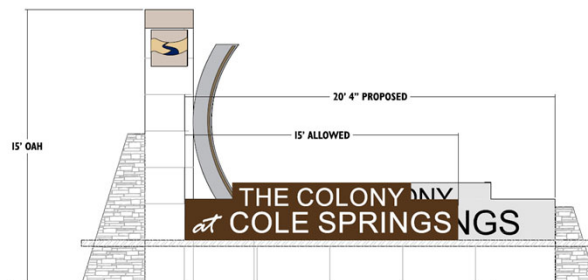 20' 4" PROPOSED
15' OAH
15' ALLOWED
THE COLONY ONY
at COLE SPRINGS NGS